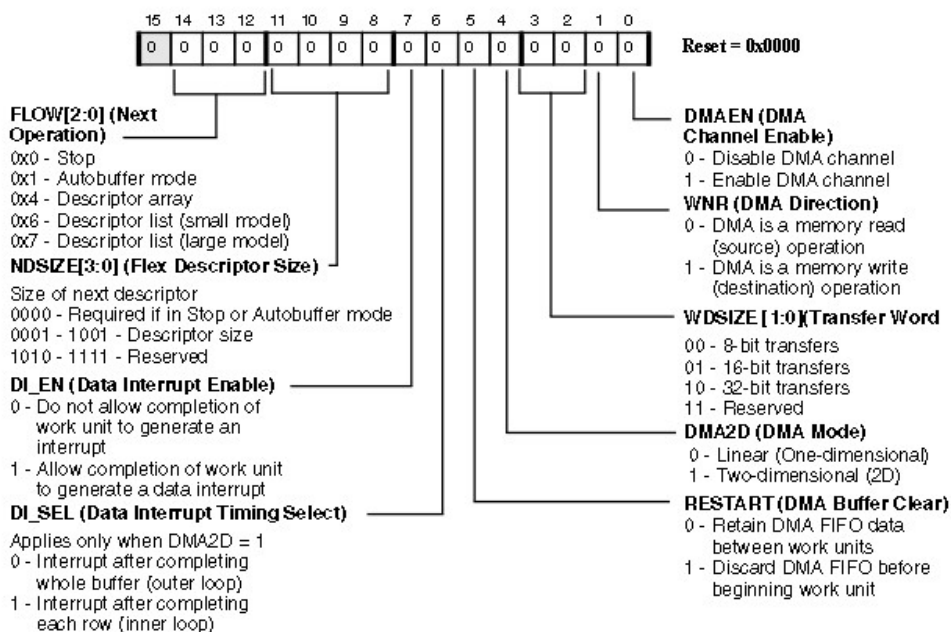 15 14 13 12 11 10 9 8 7 6 5 4 3 2 1 0
0 0 0 0 0 0 0 0 0 0 0 0 0 0 0 0
Reset = 0x0000
FLOW[2:0] (Next
Operation)
0x0 - Stop
0x1 - Autobuffer mode
0x4 - Descriptor array
0x6 - Descriptor list (small model)
0x7 - Descriptor list (large model)
NDSIZE[3:0] (Flex Descriptor Size)
Size of next descriptor
0000 - Required if in Stop or Autobuffer mode
0001 - 1001 - Descriptor size
1010 - 1111 - Reserved
DI_EN (Data Interrupt Enable)
0 - Do not allow completion of
work unit to generate an
interrupt
1 - Allow completion of work unit
to generate a data interrupt
DI_SEL (Data Interrupt Timing Select)
Applies only when DMA2D = 1
0 - Interrupt after completing
whole buffer (outer loop)
1 - Interrupt after completing
each row (inner loop)
DMAEN (DMA
Channel Enable)
0 - Disable DMA channel
1 - Enable DMA channel
WNR (DMA Direction)
0 - DMA is a memory read
(source) operation
1 - DMA is a memory write
(destination) operation
WDSIZE [1:0](Transfer Word
00 - 8-bit transfers
01 - 16-bit transfers
10 - 32-bit transfers
11 - Reserved
DMA2D (DMA Mode)
0 - Linear (One-dimensional)
1 - Two-dimensional (2D)
RESTART (DMA Buffer Clear)
0 - Retain DMA FIFO data
between work units
1 - Discard DMA FIFO before
beginning work unit